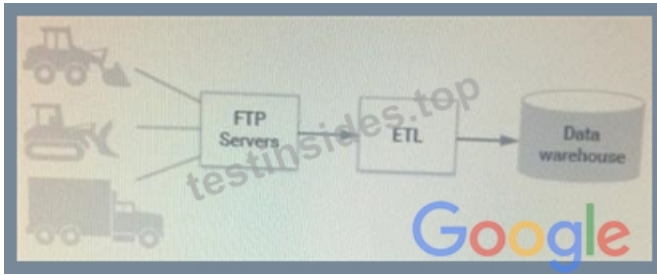 FTP
Servers
ETL
Data
warehouse
testinsides.top
Google